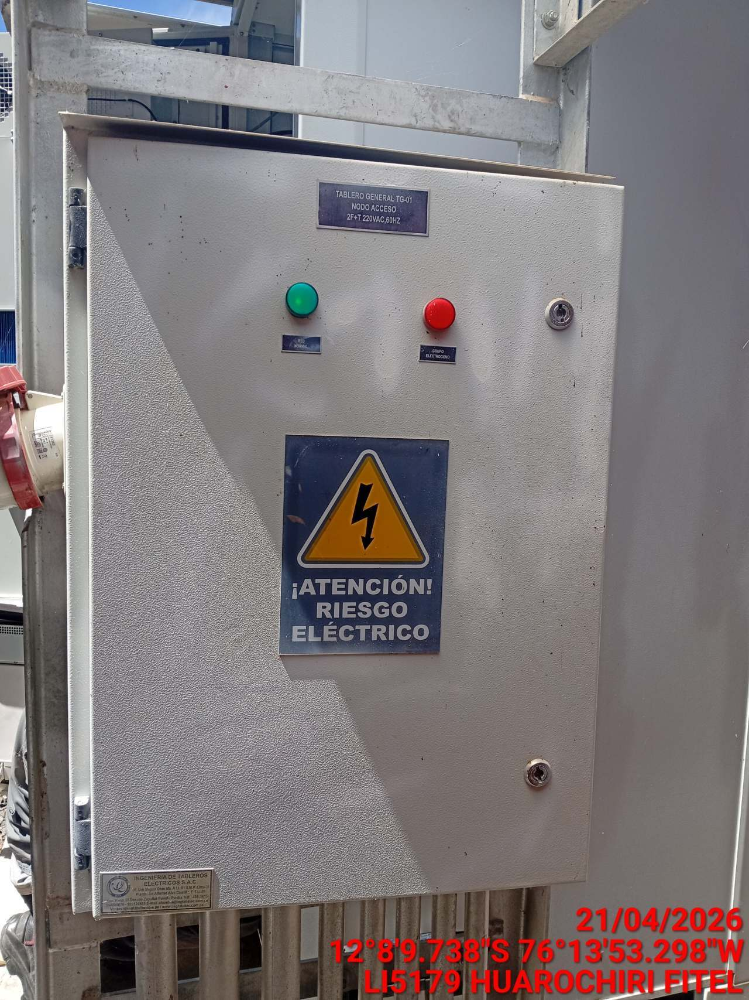 TABLERO GENERAL TG-01
NODO ACCESO
2F+T 220VAC,60HZ
RED
NORMAL
GRUPO
ELECTROGENO
¡ATENCIÓN!
RIESGO
ELÉCTRICO
INGENIERIA DE TABLEROS
ELECTRICOS S.A.C.
21/04/2026
12°8'9.738"S 76°13'53.298"W
LI5179 HUAROCHIRI FITEL